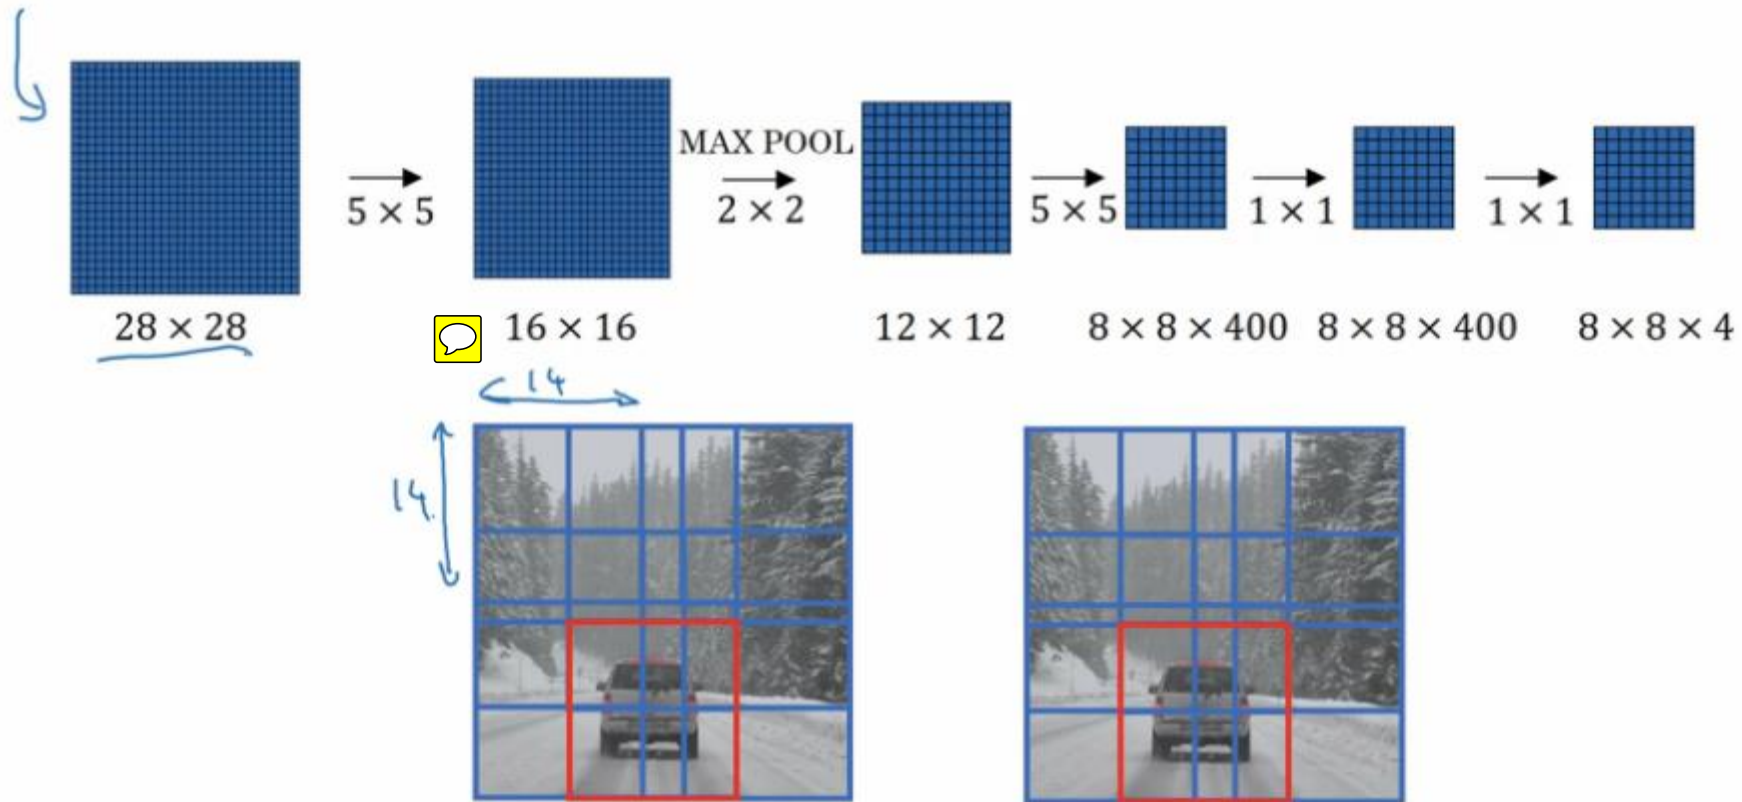 MAX POOL
5 × 5
2 × 2
5 × 5
1 × 1
1 × 1
28 × 28
16 × 16
12 × 12
8 × 8 × 400
8 × 8 × 400
8 × 8 × 4
14
14